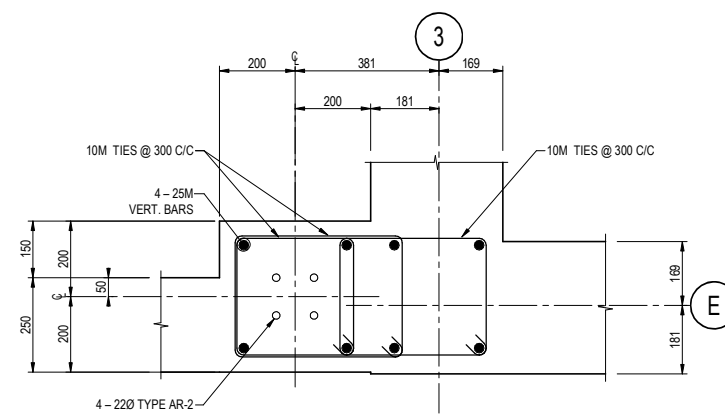 3
200
℄
381
169
200
181
10M TIES @ 300 C/C
10M TIES @ 300 C/C
4 – 25M
VERT. BARS
150
200
50
℄
250
200
169
181
E
4 – 22Ø TYPE AR-2